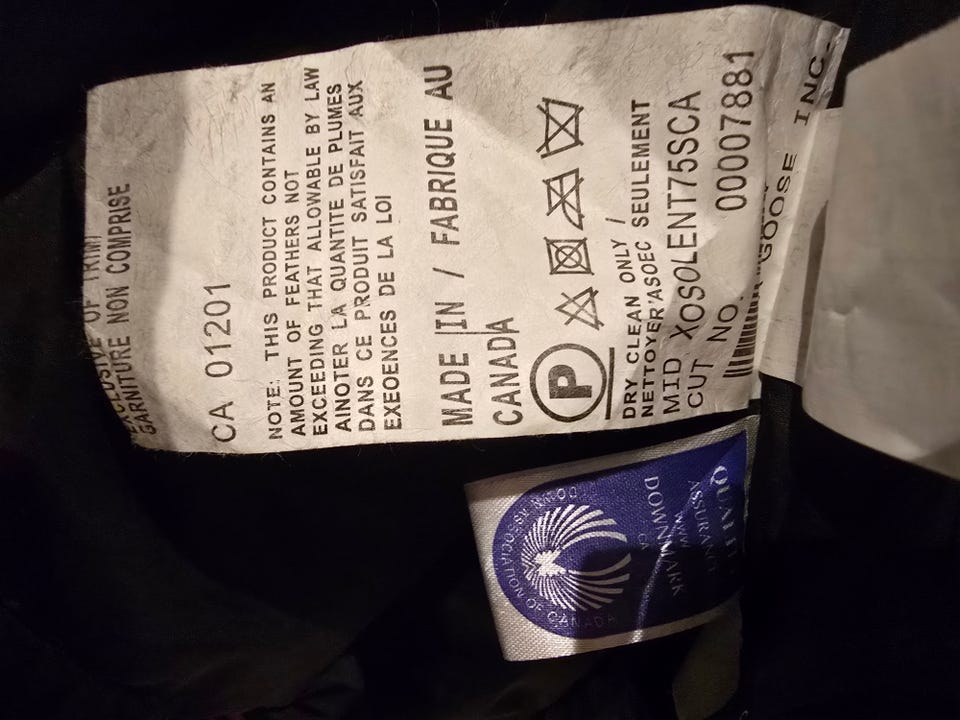 OF TRIM/
GARNITURE NON COMPRISE
CA 01201
NOTE: THIS PRODUCT CONTAINS AN
AMOUNT OF FEATHERS NOT
EXCEEDING THAT ALLOWABLE BY LAW
AINOTER LA QUANTITE DE PLUMES
DANS CE PRODUIT SATISFAIT AUX
EXEOENCES DE LA LOI
MADE IN / FABRIQUE AU
CANADA
P
DRY CLEAN ONLY /
NETTOYER'ASOEC SEULEMENT
MID XOSOLENT75SCA
CUT NO. 00007881
GOOSE INC.
DOWN ASSOCIATION OF CANADA
DOWNMARK
CA
WWW